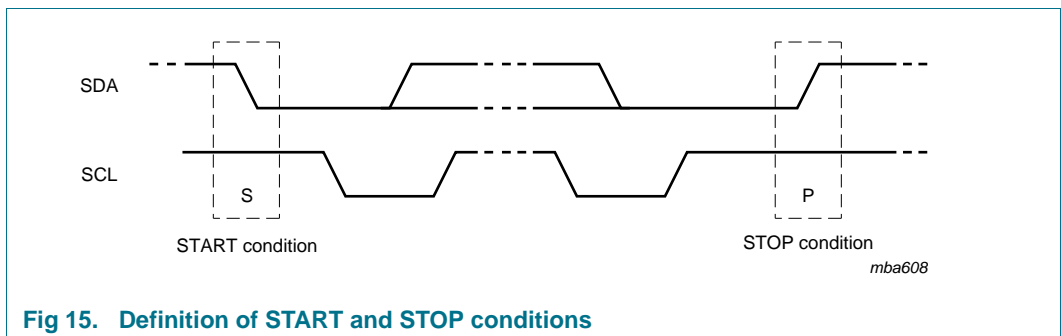 SDA
SCL
S
P
START condition
STOP condition
mba608
Fig 15. Definition of START and STOP conditions